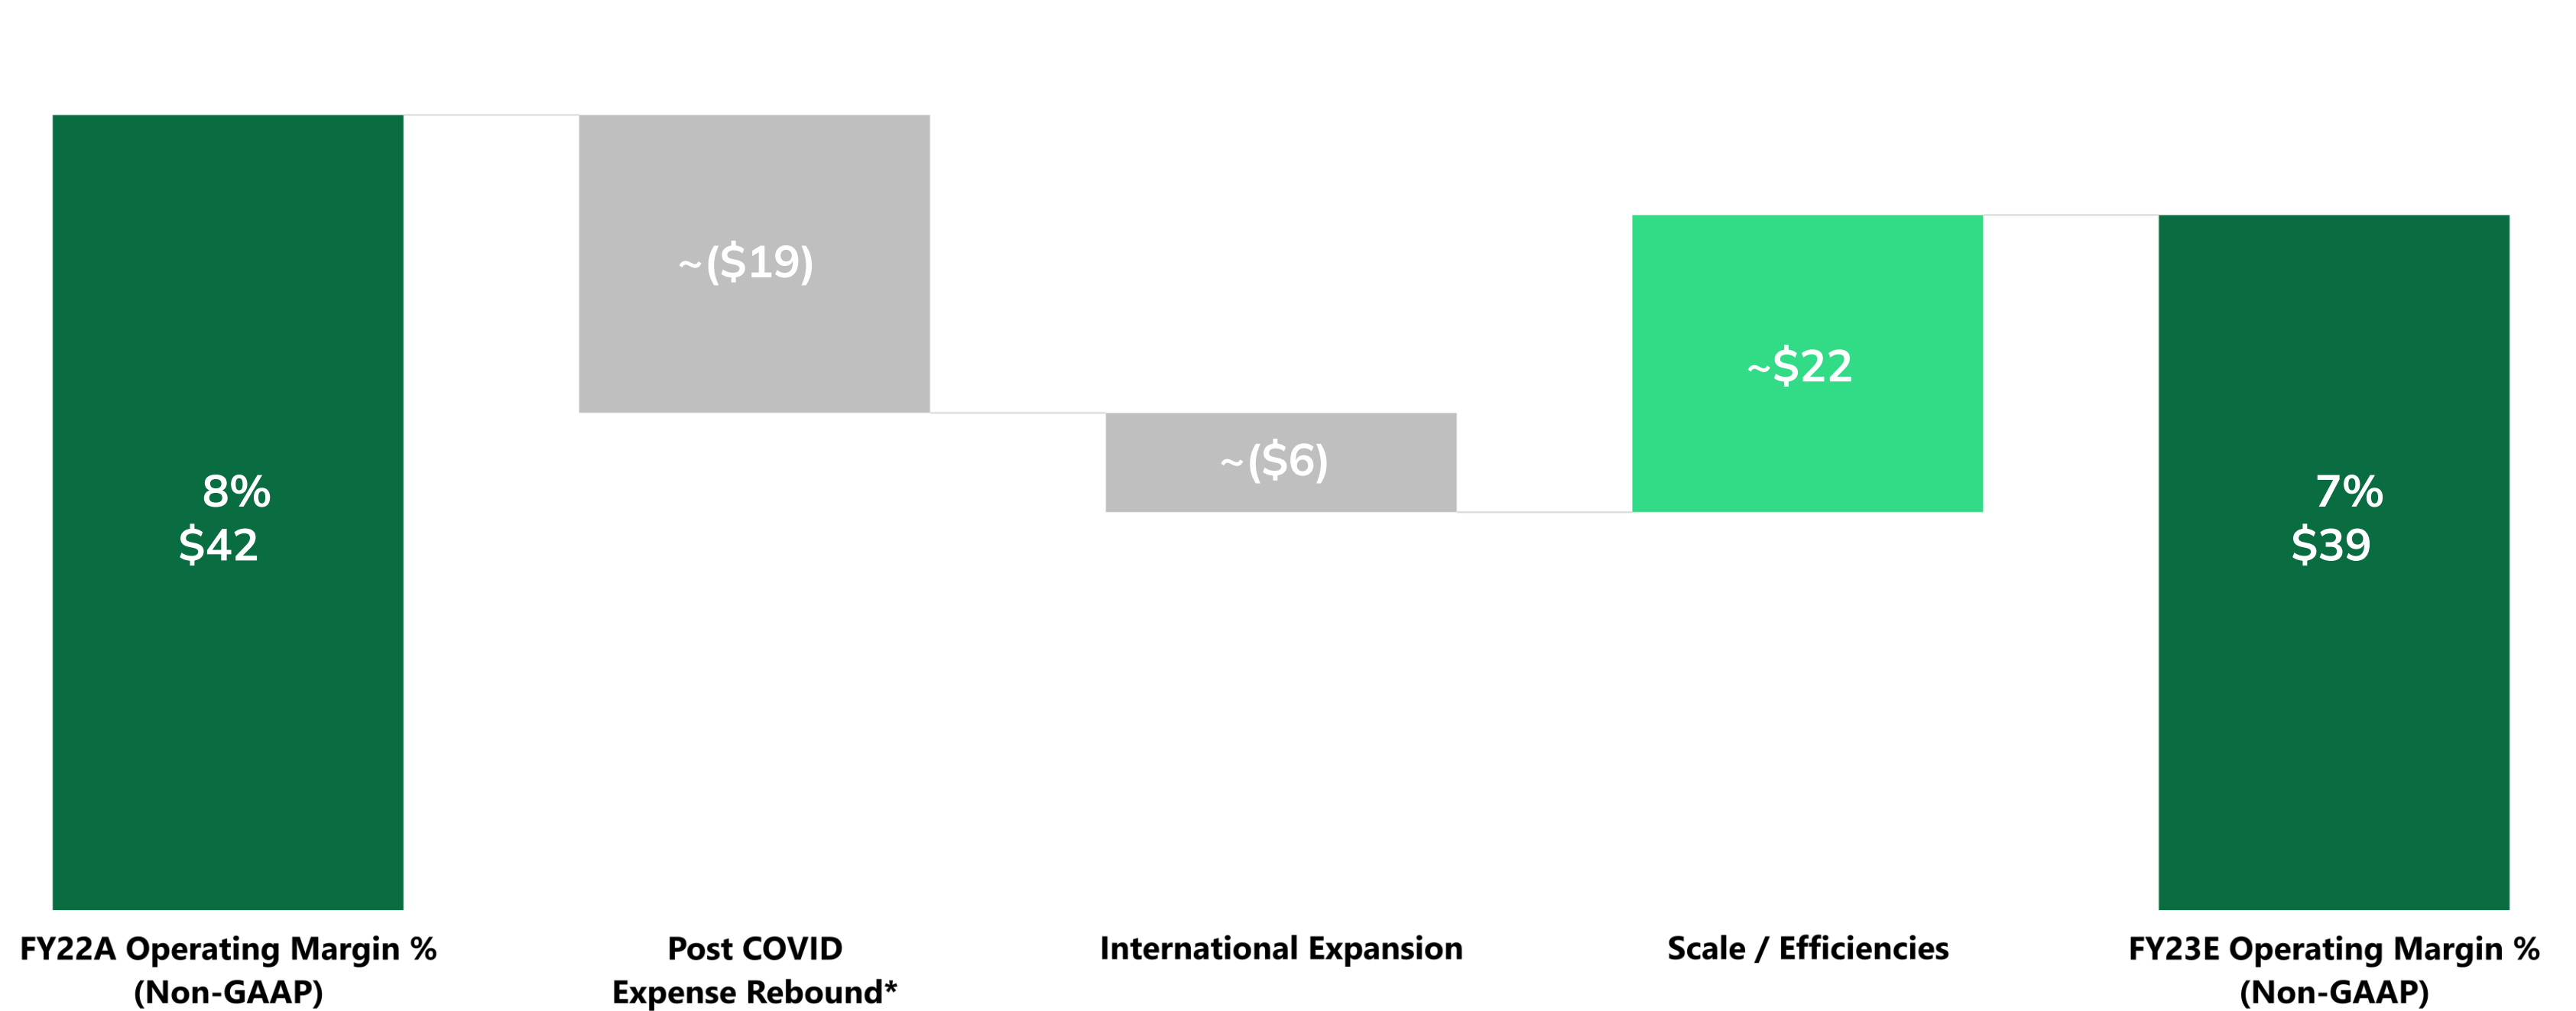 ~($19)
~$22
~($6)
8%
$42
7%
$39
FY22A Operating Margin %
(Non-GAAP)
Post COVID
Expense Rebound*
International Expansion
Scale / Efficiencies
FY23E Operating Margin %
(Non-GAAP)